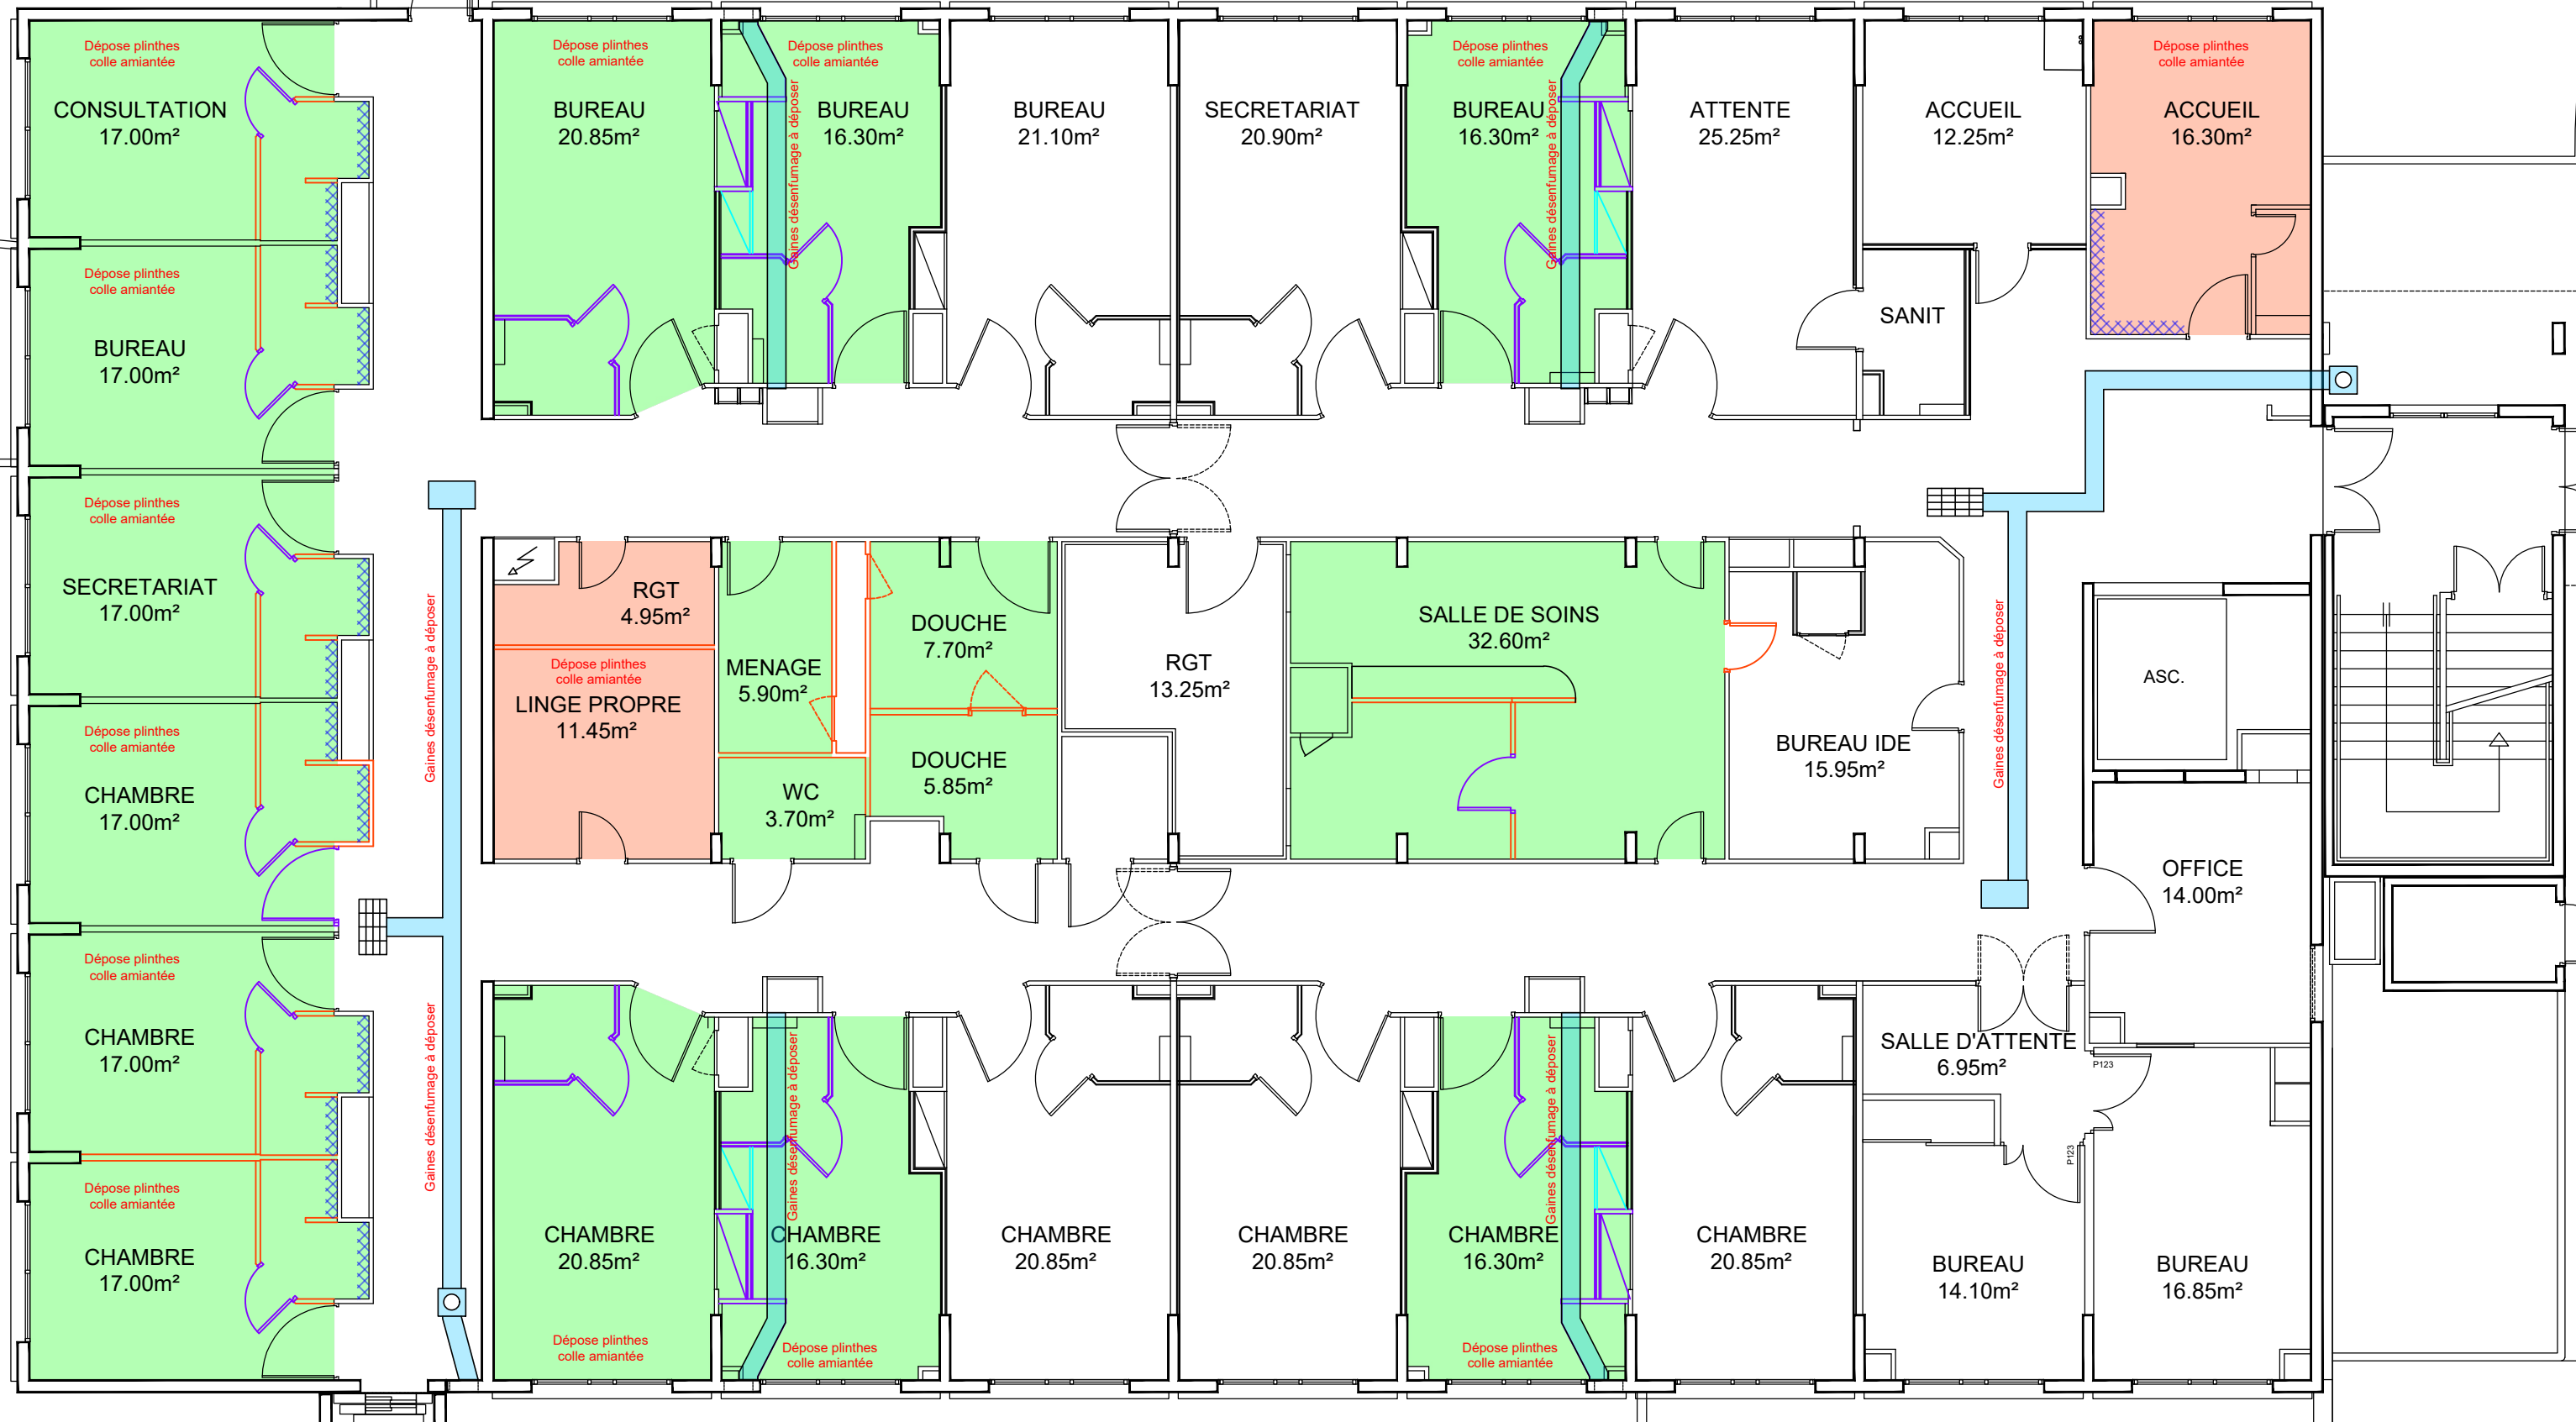 Dépose plinthes
colle amiantée
CONSULTATION
17.00m²
Dépose plinthes
colle amiantée
BUREAU
20.85m²
Dépose plinthes
colle amiantée
BUREAU
16.30m²
Gaines désenfumage à déposer
BUREAU
21.10m²
SECRETARIAT
20.90m²
Dépose plinthes
colle amiantée
BUREAU
16.30m²
Gaines désenfumage à déposer
ATTENTE
25.25m²
ACCUEIL
12.25m²
Dépose plinthes
colle amiantée
ACCUEIL
16.30m²
SANIT
Dépose plinthes
colle amiantée
BUREAU
17.00m²
Dépose plinthes
colle amiantée
SECRETARIAT
17.00m²
Gaines désenfumage à déposer
RGT
4.95m²
Dépose plinthes
colle amiantée
LINGE PROPRE
11.45m²
MENAGE
5.90m²
DOUCHE
7.70m²
DOUCHE
5.85m²
WC
3.70m²
RGT
13.25m²
SALLE DE SOINS
32.60m²
BUREAU IDE
15.95m²
Gaines désenfumage à déposer
ASC.
OFFICE
14.00m²
Dépose plinthes
colle amiantée
CHAMBRE
17.00m²
Dépose plinthes
colle amiantée
CHAMBRE
17.00m²
Gaines désenfumage à déposer
Dépose plinthes
colle amiantée
CHAMBRE
17.00m²
CHAMBRE
20.85m²
Dépose plinthes
colle amiantée
Gaines désenfumage à déposer
CHAMBRE
16.30m²
Dépose plinthes
colle amiantée
CHAMBRE
20.85m²
CHAMBRE
20.85m²
Gaines désenfumage à déposer
CHAMBRE
16.30m²
Dépose plinthes
colle amiantée
CHAMBRE
20.85m²
SALLE D'ATTENTE
6.95m²
P123
P123
BUREAU
14.10m²
BUREAU
16.85m²